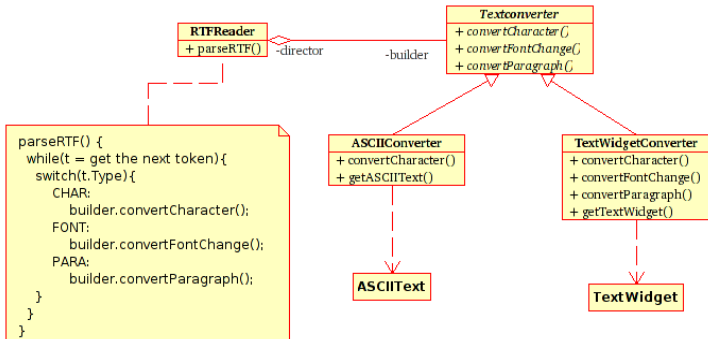 RTFReader
+ parseRTF()
-director
-builder
Textconverter
+ convertCharacter()
+ convertFontChange()
+ convertParagraph()
parseRTF() {
while(t = get the next token){
switch(t.Type){
CHAR:
builder.convertCharacter();
FONT:
builder.convertFontChange();
PARA:
builder.convertParagraph();
}
}
}
ASCIIConverter
+ convertCharacter()
+ getASCIIText()
TextWidgetConverter
+ convertCharacter()
+ convertFontChange()
+ convertParagraph()
+ getTextWidget()
ASCIIText
TextWidget